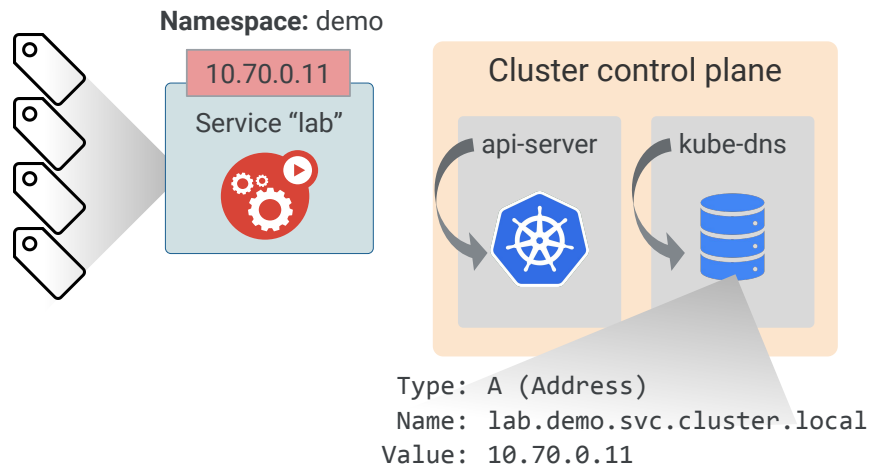 Namespace: demo
10.70.0.11
Service “lab”
Cluster control plane
api-server
kube-dns
Type: A (Address)
Name: lab.demo.svc.cluster.local
Value: 10.70.0.11